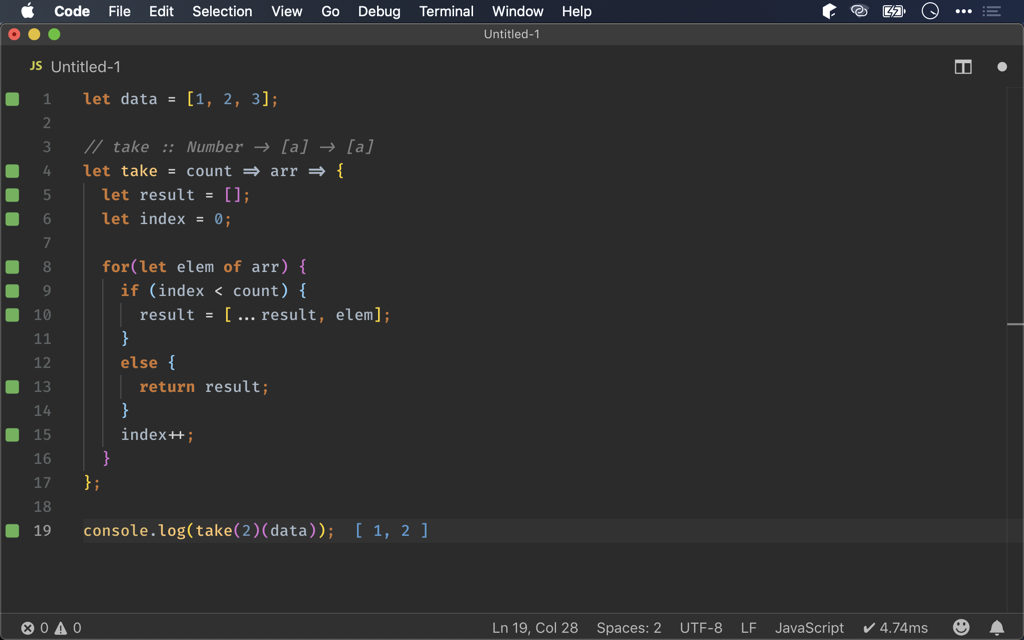 Code File Edit Selection View Go Debug Terminal Window Help
Untitled-1
JS Untitled-1
1 let data = [1, 2, 3];
2
3 // take :: Number → [a] → [a]
4 let take = count ⇒ arr ⇒ {
5 let result = [];
6 let index = 0;
7
8 for(let elem of arr) {
9 if (index < count) {
10 result = [...result, elem];
11 }
12 else {
13 return result;
14 }
15 index++;
16 }
17 };
18
19 console.log(take(2)(data)); [ 1, 2 ]
0 0 Ln 19, Col 28 Spaces: 2 UTF-8 LF JavaScript ✔ 4.74ms